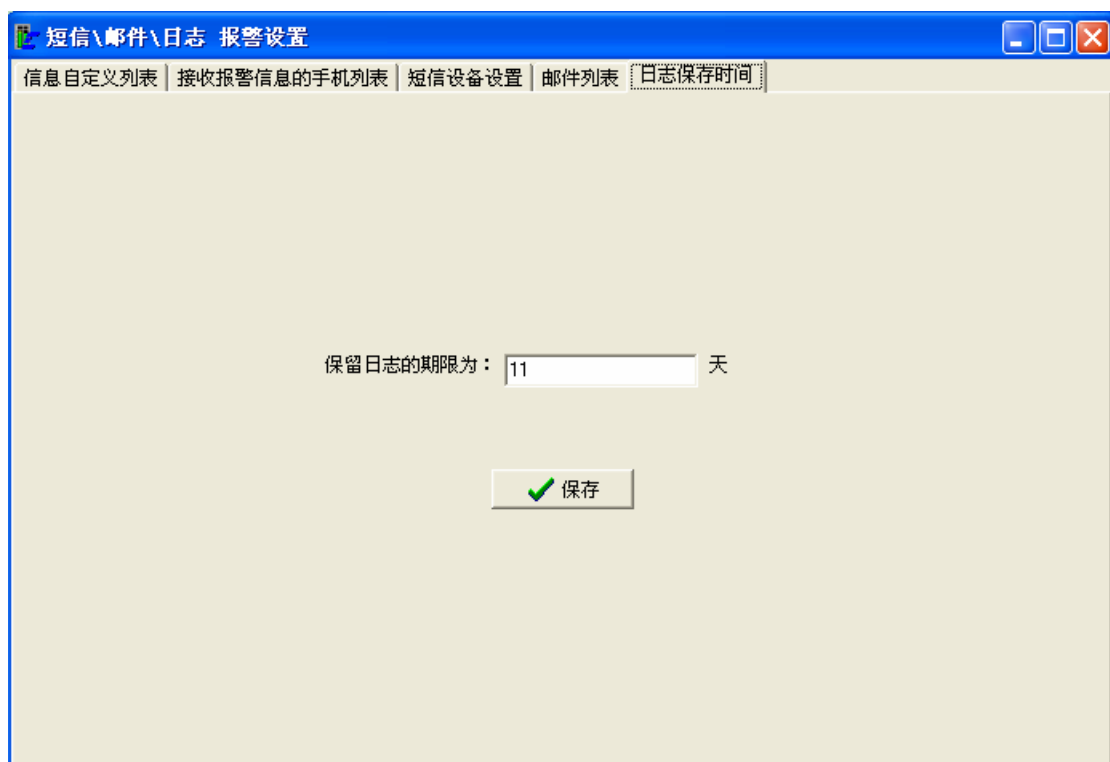 短信\邮件\日志 报警设置
信息自定义列表 接收报警信息的手机列表 短信设备设置 邮件列表 日志保存时间
保留日志的期限为： 11 天
保存